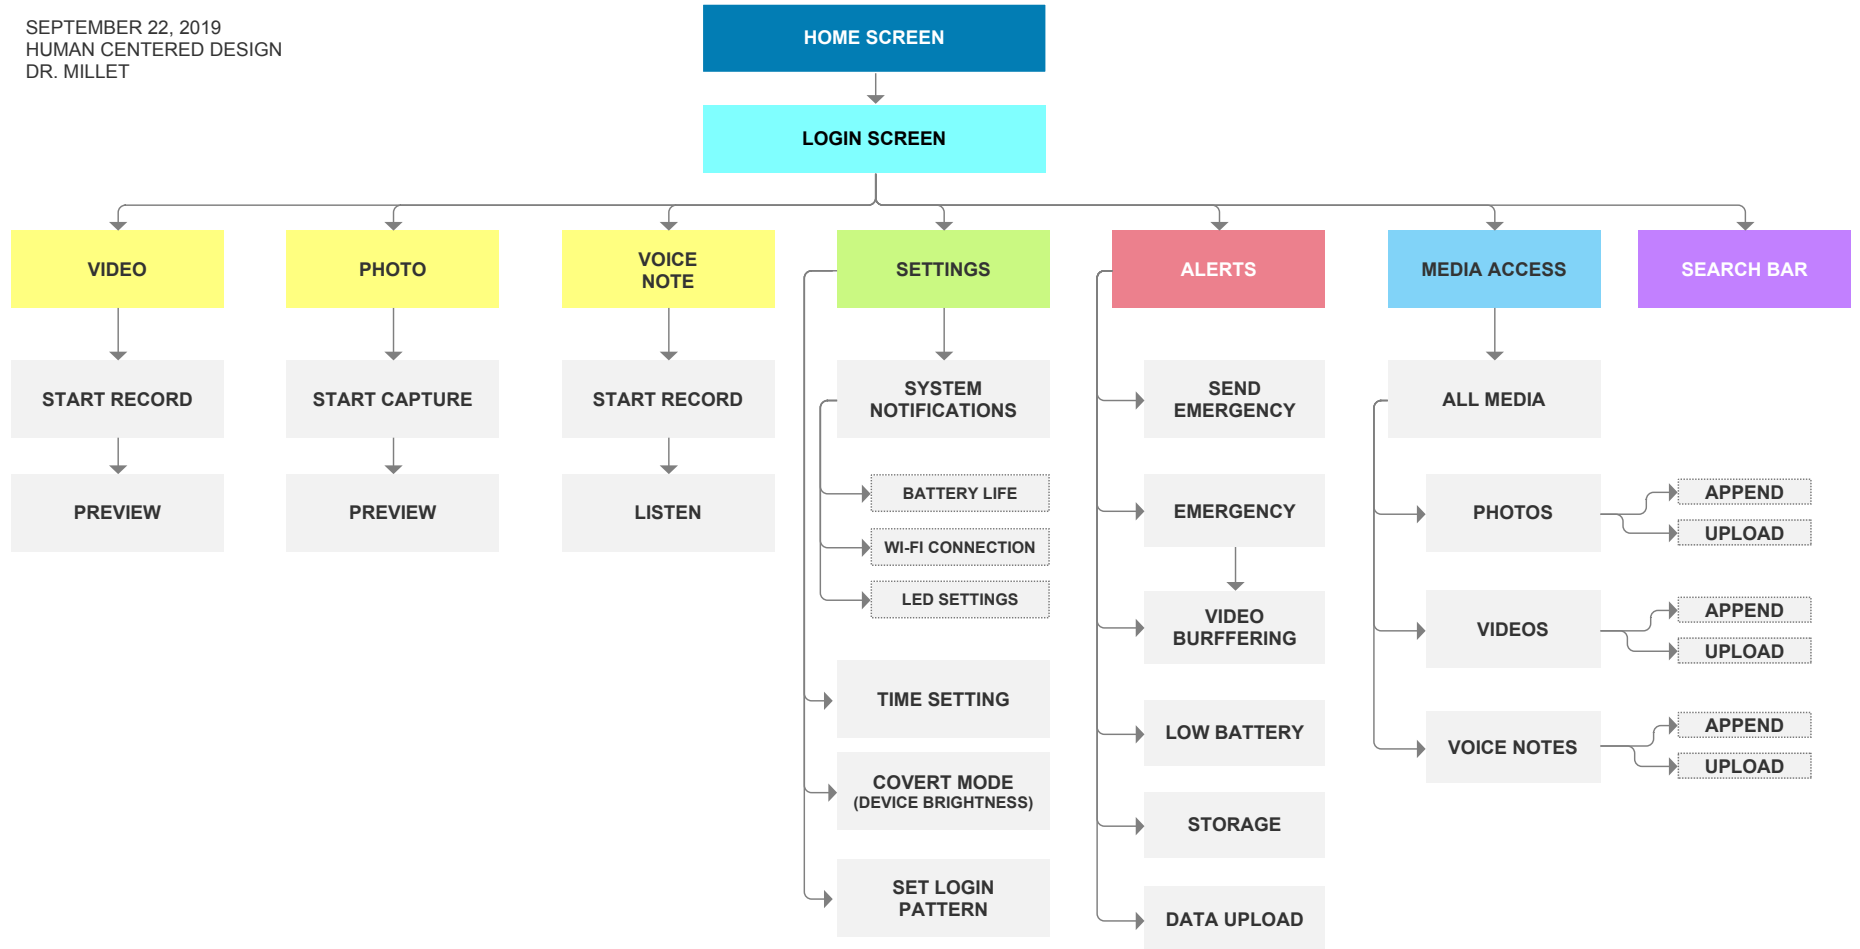 SEPTEMBER 22, 2019
HUMAN CENTERED DESIGN
DR. MILLET
HOME SCREEN
LOGIN SCREEN
VIDEO
PHOTO
VOICE
NOTE
SETTINGS
ALERTS
MEDIA ACCESS
SEARCH BAR
START RECORD
START CAPTURE
START RECORD
SYSTEM
NOTIFICATIONS
SEND
EMERGENCY
ALL MEDIA
PREVIEW
PREVIEW
LISTEN
BATTERY LIFE
WI-FI CONNECTION
LED SETTINGS
EMERGENCY
PHOTOS
APPEND
UPLOAD
VIDEO
BURFFERING
VIDEOS
APPEND
UPLOAD
TIME SETTING
LOW BATTERY
VOICE NOTES
APPEND
UPLOAD
COVERT MODE
(DEVICE BRIGHTNESS)
STORAGE
SET LOGIN
PATTERN
DATA UPLOAD